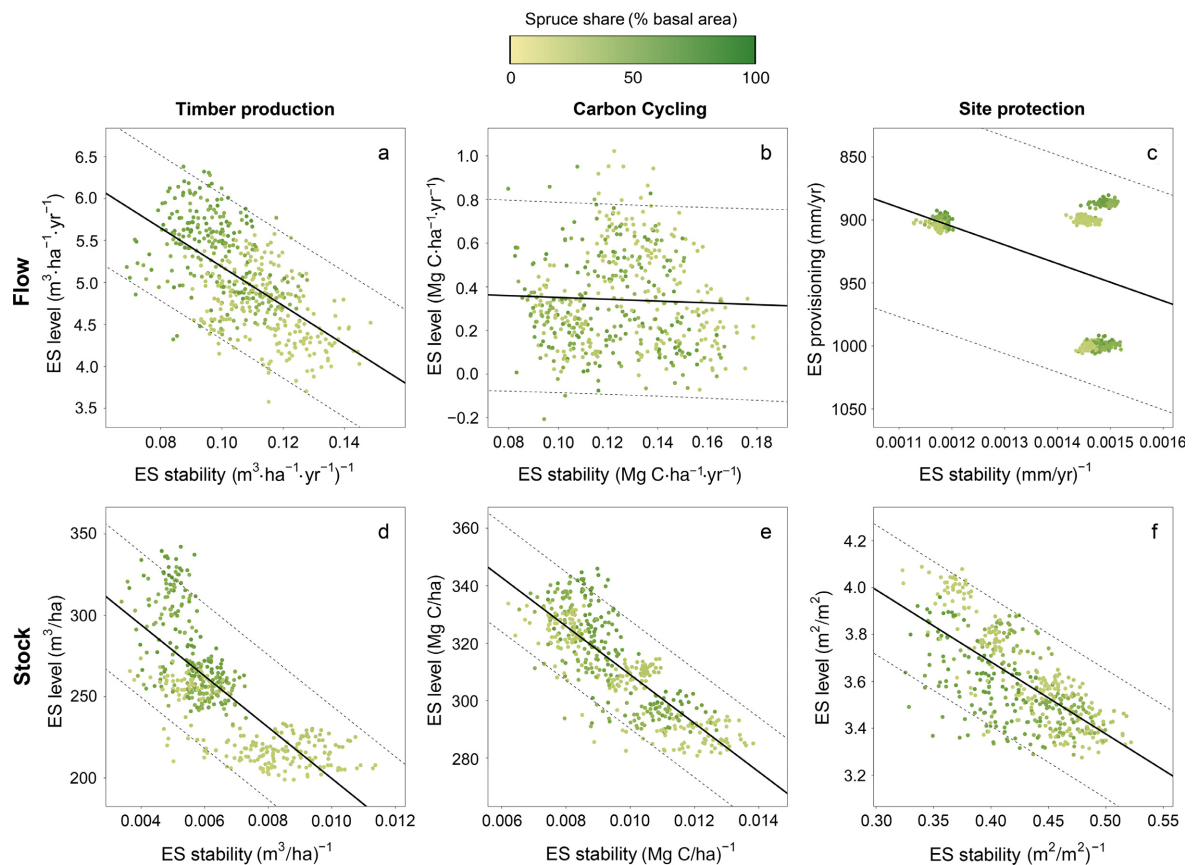 Spruce share (% basal area)
0 50 100
Timber production
Carbon Cycling
Site protection
Flow
Stock
a
ES level (m³·ha⁻¹·yr⁻¹)
6.5
6.0
5.5
5.0
4.5
4.0
3.5
0.08 0.10 0.12 0.14
ES stability (m³·ha⁻¹·yr⁻¹)⁻¹
b
ES level (Mg C·ha⁻¹·yr⁻¹)
1.0
0.8
0.6
0.4
0.2
0.0
−0.2
0.08 0.10 0.12 0.14 0.16 0.18
ES stability (Mg C·ha⁻¹·yr⁻¹)
c
ES provisioning (mm/yr)
850
900
950
1000
1050
0.0011 0.0012 0.0013 0.0014 0.0015 0.0016
ES stability (mm/yr)⁻¹
d
ES level (m³/ha)
350
300
250
200
0.004 0.006 0.008 0.010 0.012
ES stability (m³/ha)⁻¹
e
ES level (Mg C/ha)
360
340
320
300
280
0.006 0.008 0.010 0.012 0.014
ES stability (Mg C/ha)⁻¹
f
ES level (m²/m²)
4.2
4.0
3.8
3.6
3.4
3.2
0.30 0.35 0.40 0.45 0.50 0.55
ES stability (m²/m²)⁻¹